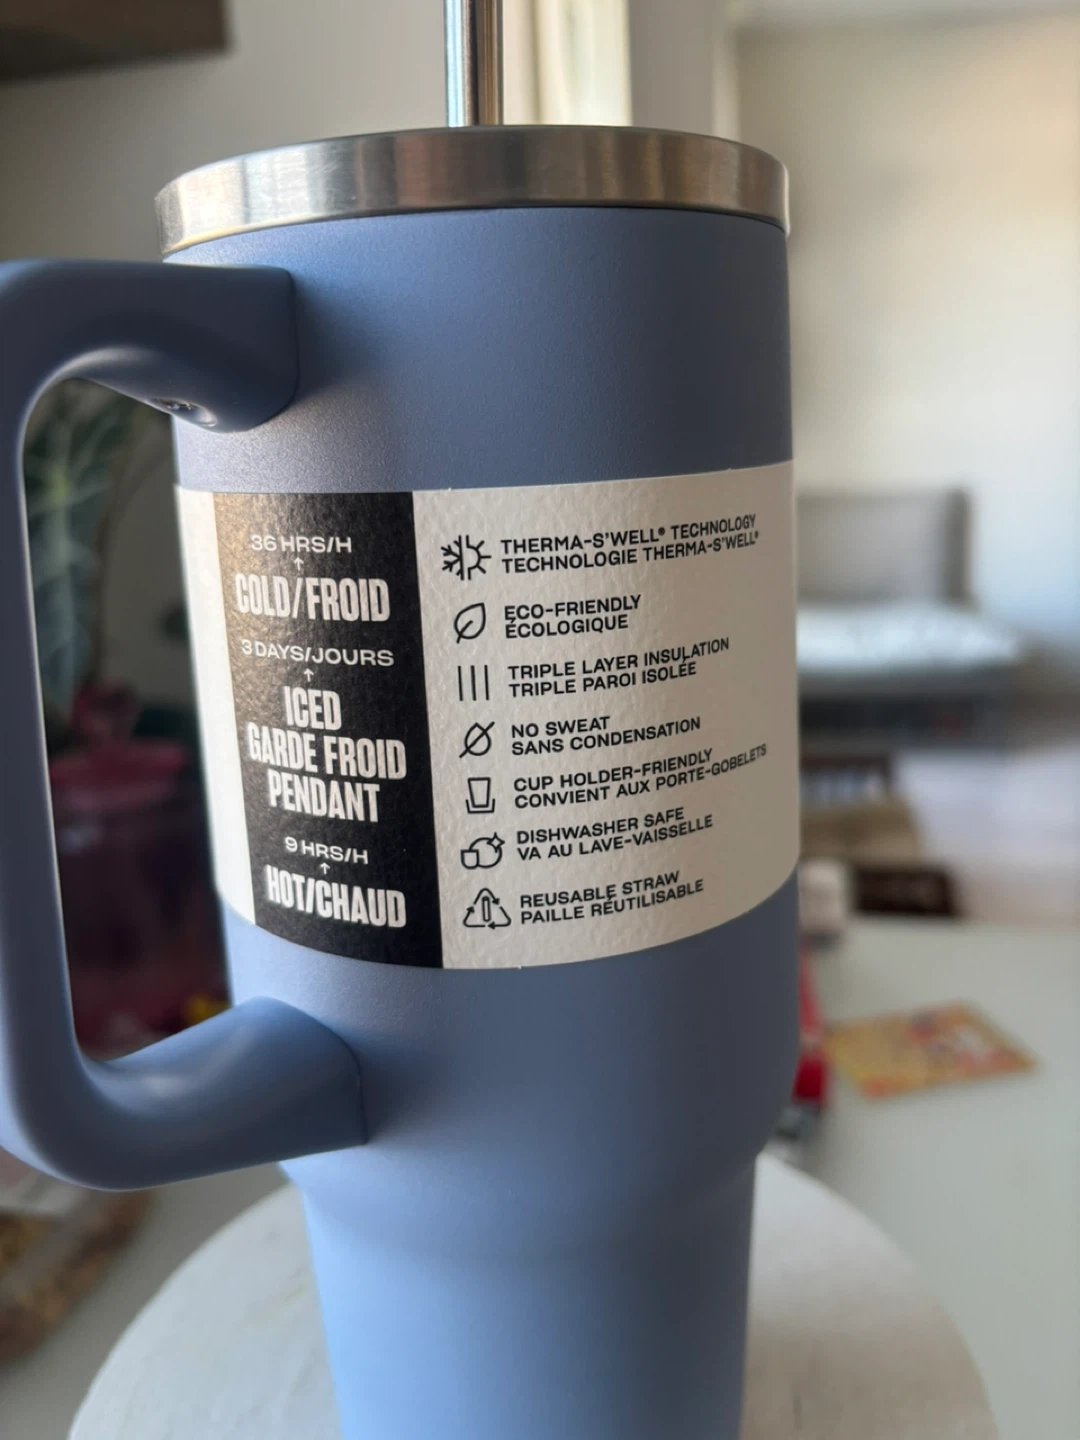 36 HRS/H
COLD/FROID
3 DAYS/JOURS
ICED
GARDE FROID
PENDANT
9 HRS/H
HOT/CHAUD
THERMA-S'WELL® TECHNOLOGY
TECHNOLOGIE THERMA-S'WELL®
ECO-FRIENDLY
ÉCOLOGIQUE
TRIPLE LAYER INSULATION
TRIPLE PAROI ISOLÉE
NO SWEAT
SANS CONDENSATION
CUP HOLDER-FRIENDLY
CONVIENT AUX PORTE-GOBELETS
DISHWASHER SAFE
VA AU LAVE-VAISSELLE
REUSABLE STRAW
PAILLE RÉUTILISABLE